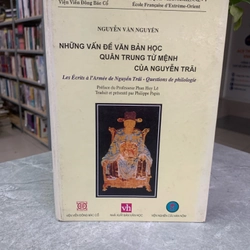 Viện Viễn Đông Bác Cổ
École Française d'Extrême-Orient
NGUYỄN VĂN NGUYÊN
NHỮNG VẤN ĐỀ VĂN BẢN HỌC
QUÂN TRUNG TỪ MỆNH
CỦA NGUYỄN TRÃI
Les Écrits à l'Armée de Nguyễn Trãi - Questions de philologie
Préface du Professeur Phan Huy Lê
Traduit et présenté par Philippe Papin